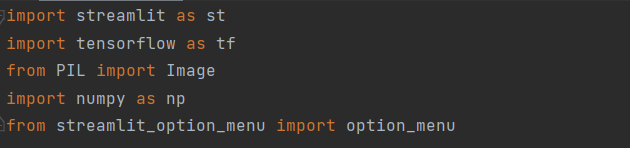 import streamlit as st
import tensorflow as tf
from PIL import Image
import numpy as np
from streamlit_option_menu import option_menu